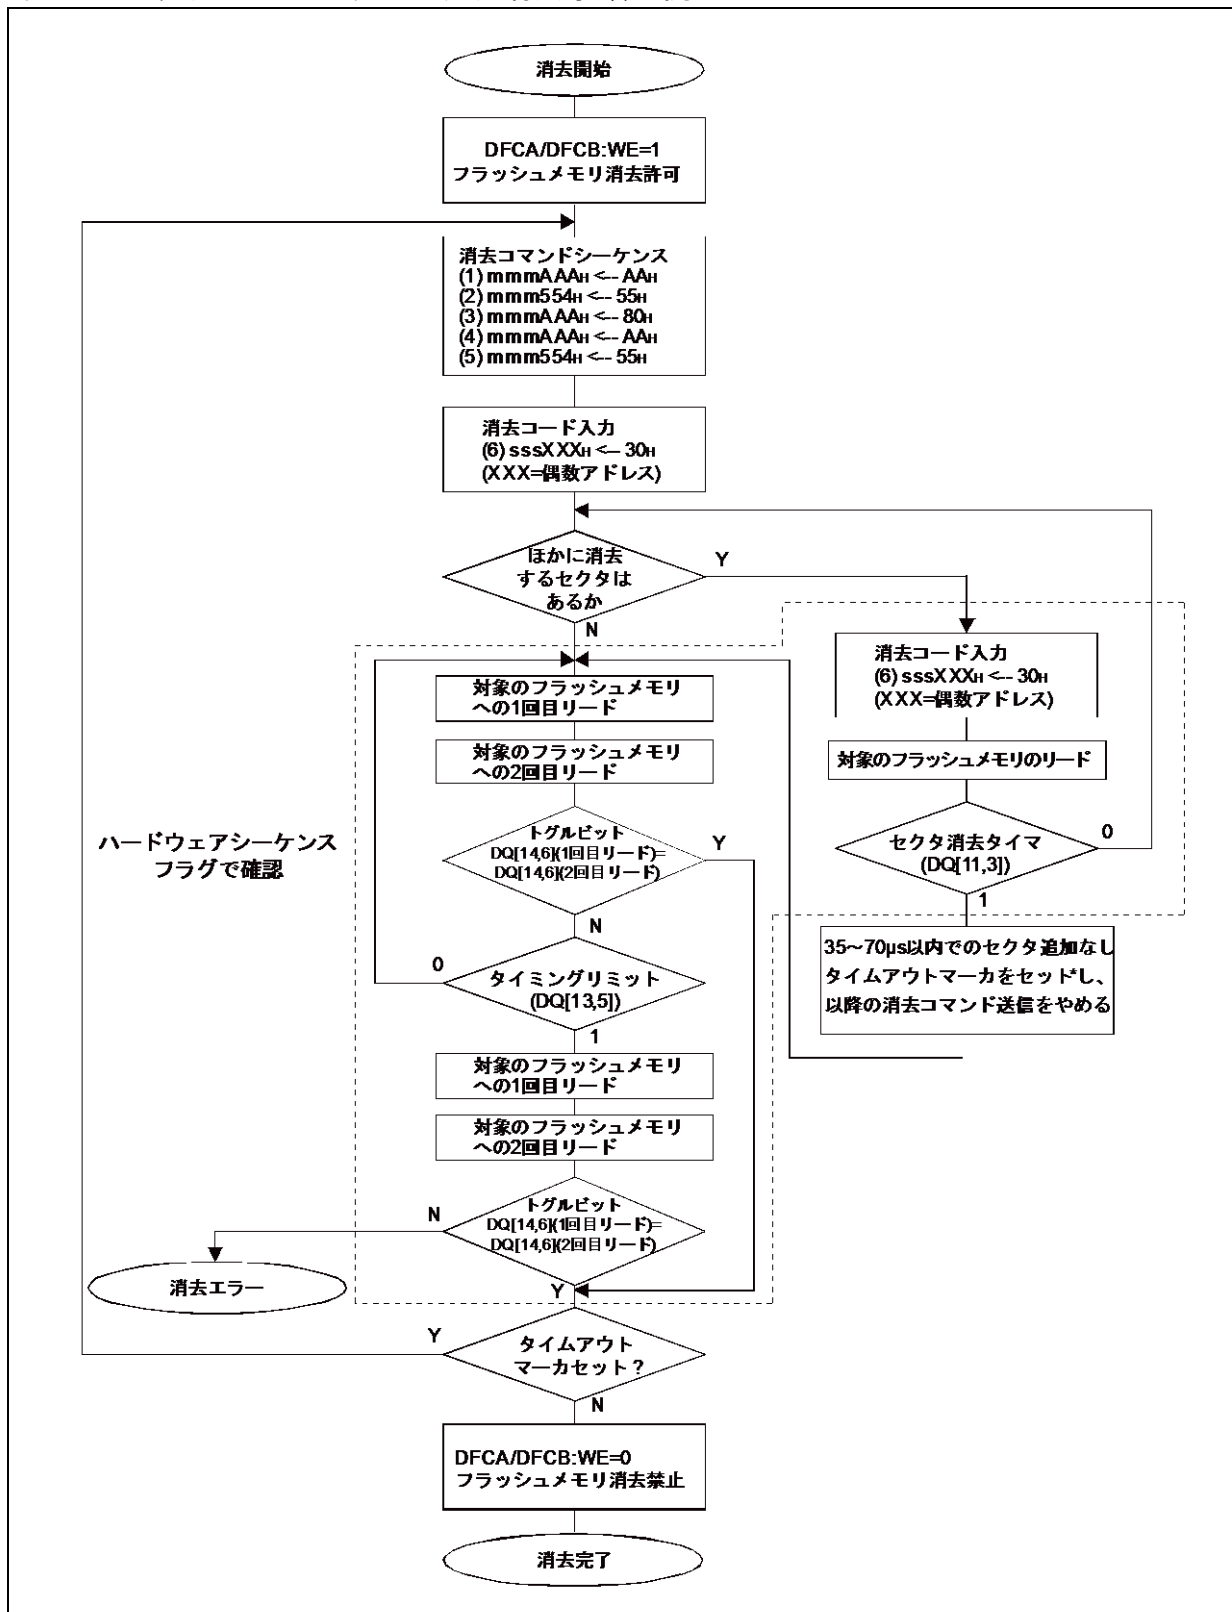 消去開始
DFCA/DFCB:WE=1
フラッシュメモリ消去許可
消去コマンドシーケンス
(1) mmmAAAH <-- AAH
(2) mmm554H <-- 55H
(3) mmmAAAH <-- 80H
(4) mmmAAAH <-- AAH
(5) mmm554H <-- 55H
消去コード入力
(6) sssXXXH <-- 30H
(XXX=偶数アドレス)
ほかに消去
するセクタは
あるか
Y
N
消去コード入力
(6) sssXXXH <-- 30H
(XXX=偶数アドレス)
対象のフラッシュメモリのリード
セクタ消去タイマ
(DQ[11,3])
0
1
35～70μs以内でのセクタ追加なし
タイムアウトマーカをセット*し、
以降の消去コマンド送信をやめる
対象のフラッシュメモリ
への1回目リード
対象のフラッシュメモリ
への2回目リード
ハードウェアシーケンス
フラグで確認
トグルビット
DQ[14,6](1回目リード)=
DQ[14,6](2回目リード)
Y
N
タイミングリミット
(DQ[13,5])
0
1
対象のフラッシュメモリ
への1回目リード
対象のフラッシュメモリ
への2回目リード
トグルビット
DQ[14,6](1回目リード)=
DQ[14,6](2回目リード)
N
Y
消去エラー
タイムアウト
マーカセット？
Y
N
DFCA/DFCB:WE=0
フラッシュメモリ消去禁止
消去完了